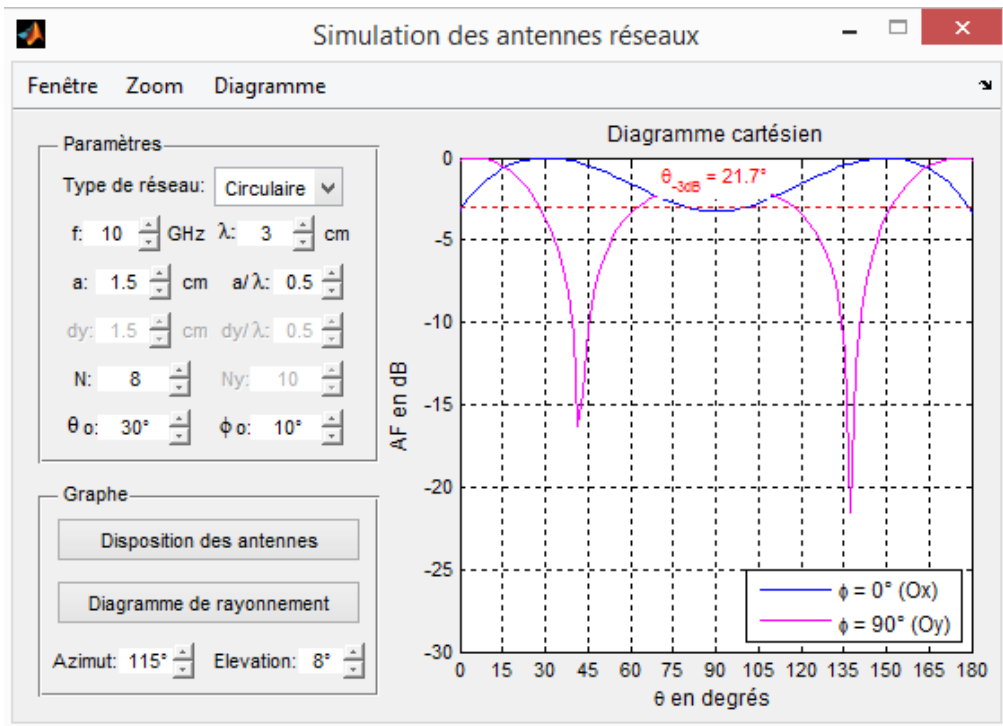 Simulation des antennes réseaux
Fenêtre Zoom Diagramme
Paramètres
Type de réseau: Circulaire
f: 10 GHz λ: 3 cm
a: 1.5 cm a/λ: 0.5
dy: 1.5 cm dy/λ: 0.5
N: 8 Ny: 10
θo: 30° ϕo: 10°
Graphe
Disposition des antennes
Diagramme de rayonnement
Azimut: 115° Elevation: 8°
Diagramme cartésien
θ-3dB = 21.7°
AF en dB
0
-5
-10
-15
-20
-25
-30
0 15 30 45 60 75 90 105 120 135 150 165 180
θ en degrés
ϕ = 0° (Ox)
ϕ = 90° (Oy)